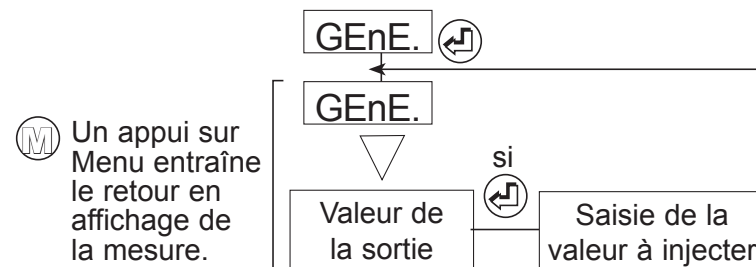 GEnE.
GEnE.
M
Un appui sur
Menu entraîne
le retour en
affichage de
la mesure.
si
Valeur de
la sortie
Saisie de la
valeur à injecter